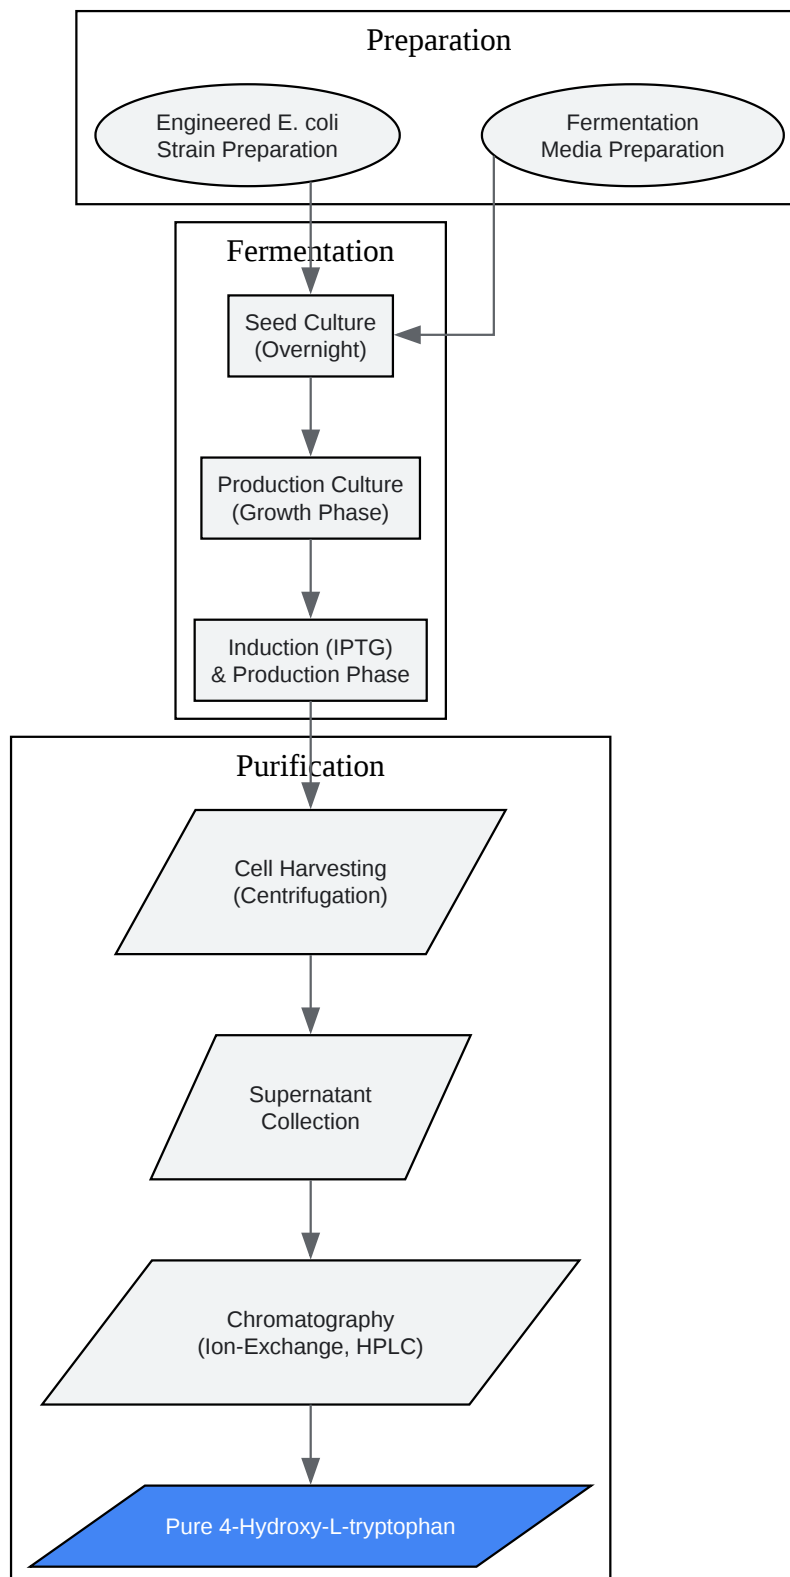 Preparation
Engineered E. coli
Strain Preparation
Fermentation
Media Preparation
Fermentation
Seed Culture
(Overnight)
Production Culture
(Growth Phase)
Induction (IPTG)
& Production Phase
Purification
Cell Harvesting
(Centrifugation)
Supernatant
Collection
Chromatography
(Ion-Exchange, HPLC)
Pure 4-Hydroxy-L-tryptophan